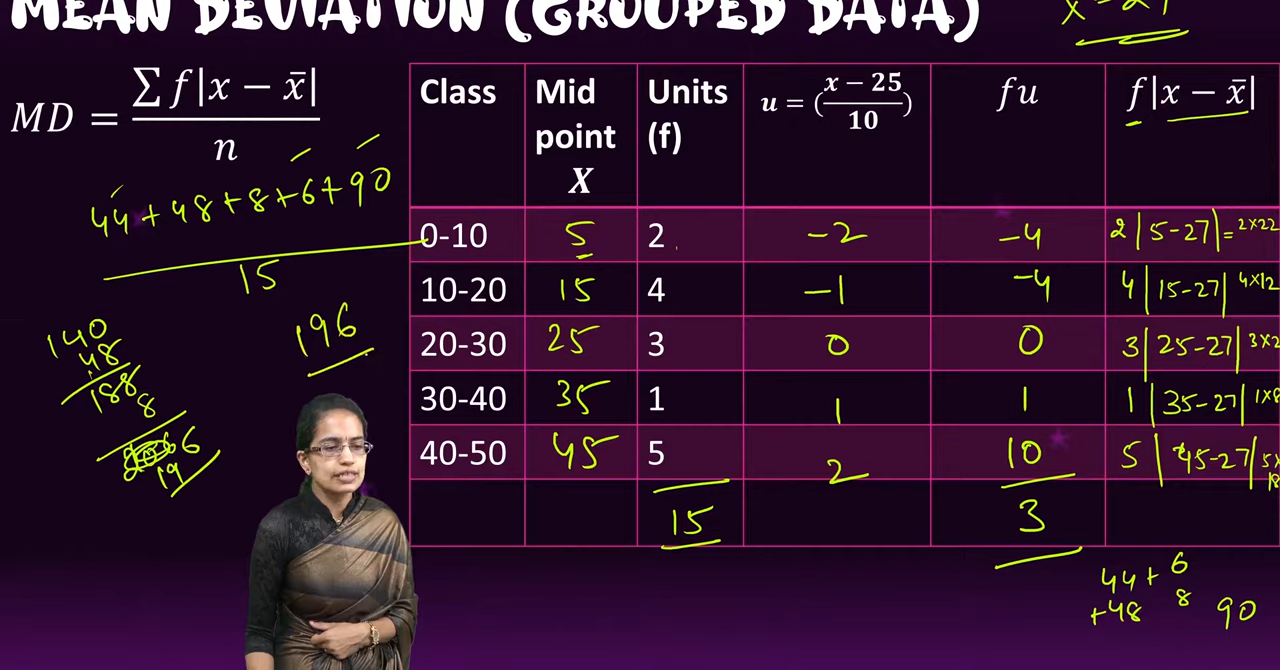 MEAN DEVIATION (GROUPED DATA)
x̄ = 27
MD = ∑ f|x − x̄| / n
44 + 48 + 8 + 6 + 90
15
196
140
48
188
8
6
19
Class | Mid point X | Units (f) | u = (x − 25 / 10) | fu | f|x − x̄|
0-10 | 5 | 2 | -2 | -4 | 2|5-27| = 2×22
10-20 | 15 | 4 | -1 | -4 | 4|15-27| 4×12
20-30 | 25 | 3 | 0 | 0 | 3|25-27| 3×2
30-40 | 35 | 1 | 1 | 1 | 1|35-27| 1×8
40-50 | 45 | 5 | 2 | 10 | 5|45-27| 5×18
15 | 3
44 + 6
+48 8 90